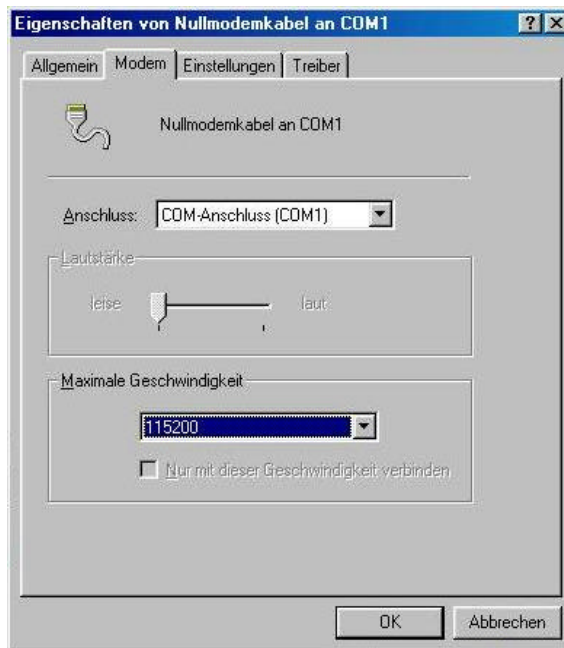 Eigenschaften von Nullmodemkabel an COM1
Allgemein Modem Einstellungen Treiber
Nullmodemkabel an COM1
Anschluss: COM-Anschluss (COM1)
Lautstärke
leise laut
Maximale Geschwindigkeit
115200
Nur mit dieser Geschwindigkeit verbinden
OK Abbrechen